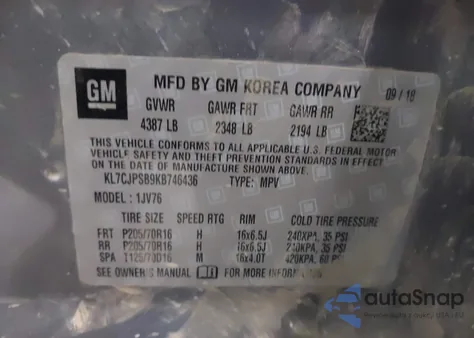 GM
MFD BY GM KOREA COMPANY 09 / 18
GVWR GAWR FRT GAWR RR
4387 LB 2348 LB 2194 LB
THIS VEHICLE CONFORMS TO ALL APPLICABLE U.S. FEDERAL MOTOR
VEHICLE SAFETY AND THEFT PREVENTION STANDARDS IN EFFECT
ON THE DATE OF MANUFACTURE SHOWN ABOVE.
KL7CJPSB9KB746436 TYPE: MPV
MODEL: 1JV76
TIRE SIZE SPEED RTG RIM COLD TIRE PRESSURE
FRT P205/70R16 H 16x6.5J 240KPA, 35 PSI
RR P205/70R16 H 16x6.5J 240KPA, 35 PSI
SPA T125/70D16 M 16x4.0T 420KPA, 60 PSI
SEE OWNER'S MANUAL FOR MORE INFORMATION
autaSnap